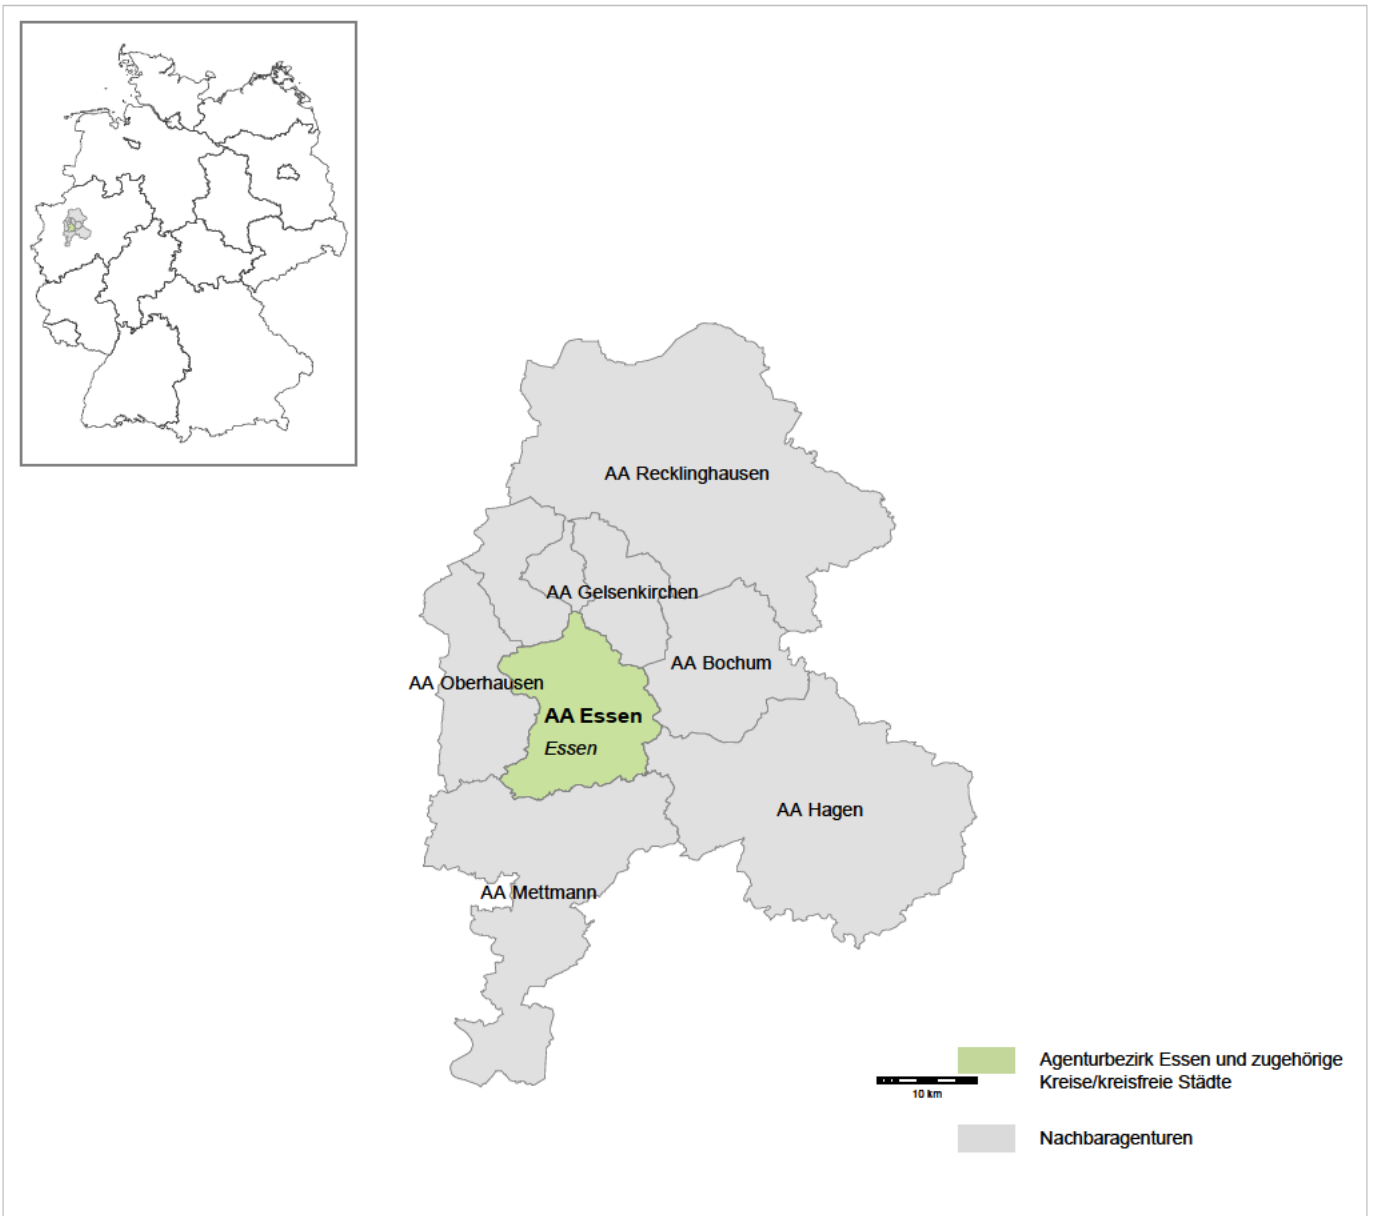 AA Recklinghausen
AA Gelsenkirchen
AA Bochum
AA Oberhausen
AA Essen
Essen
AA Hagen
AA Mettmann
Agenturbezirk Essen und zugehörige
Kreise/kreisfreie Städte
10 km
Nachbaragenturen